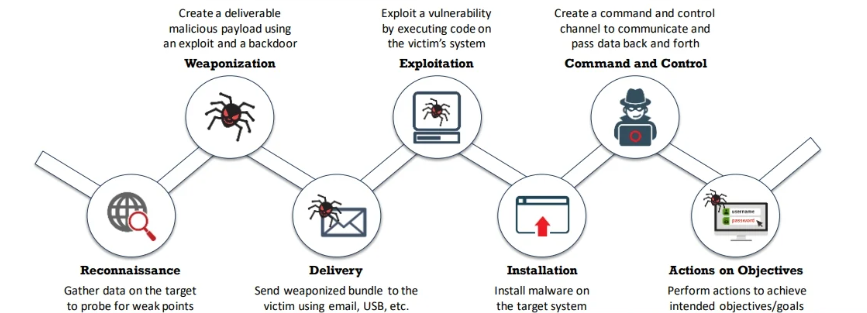 Create a deliverable
malicious payload using
an exploit and a backdoor
Weaponization
Exploit a vulnerability
by executing code on
the victim's system
Exploitation
Create a command and control
channel to communicate and
pass data back and forth
Command and Control
username
password
Reconnaissance
Gather data on the target
to probe for weak points
Delivery
Send weaponized bundle to the
victim using email, USB, etc.
Installation
Install malware on
the target system
Actions on Objectives
Perform actions to achieve
intended objectives/goals